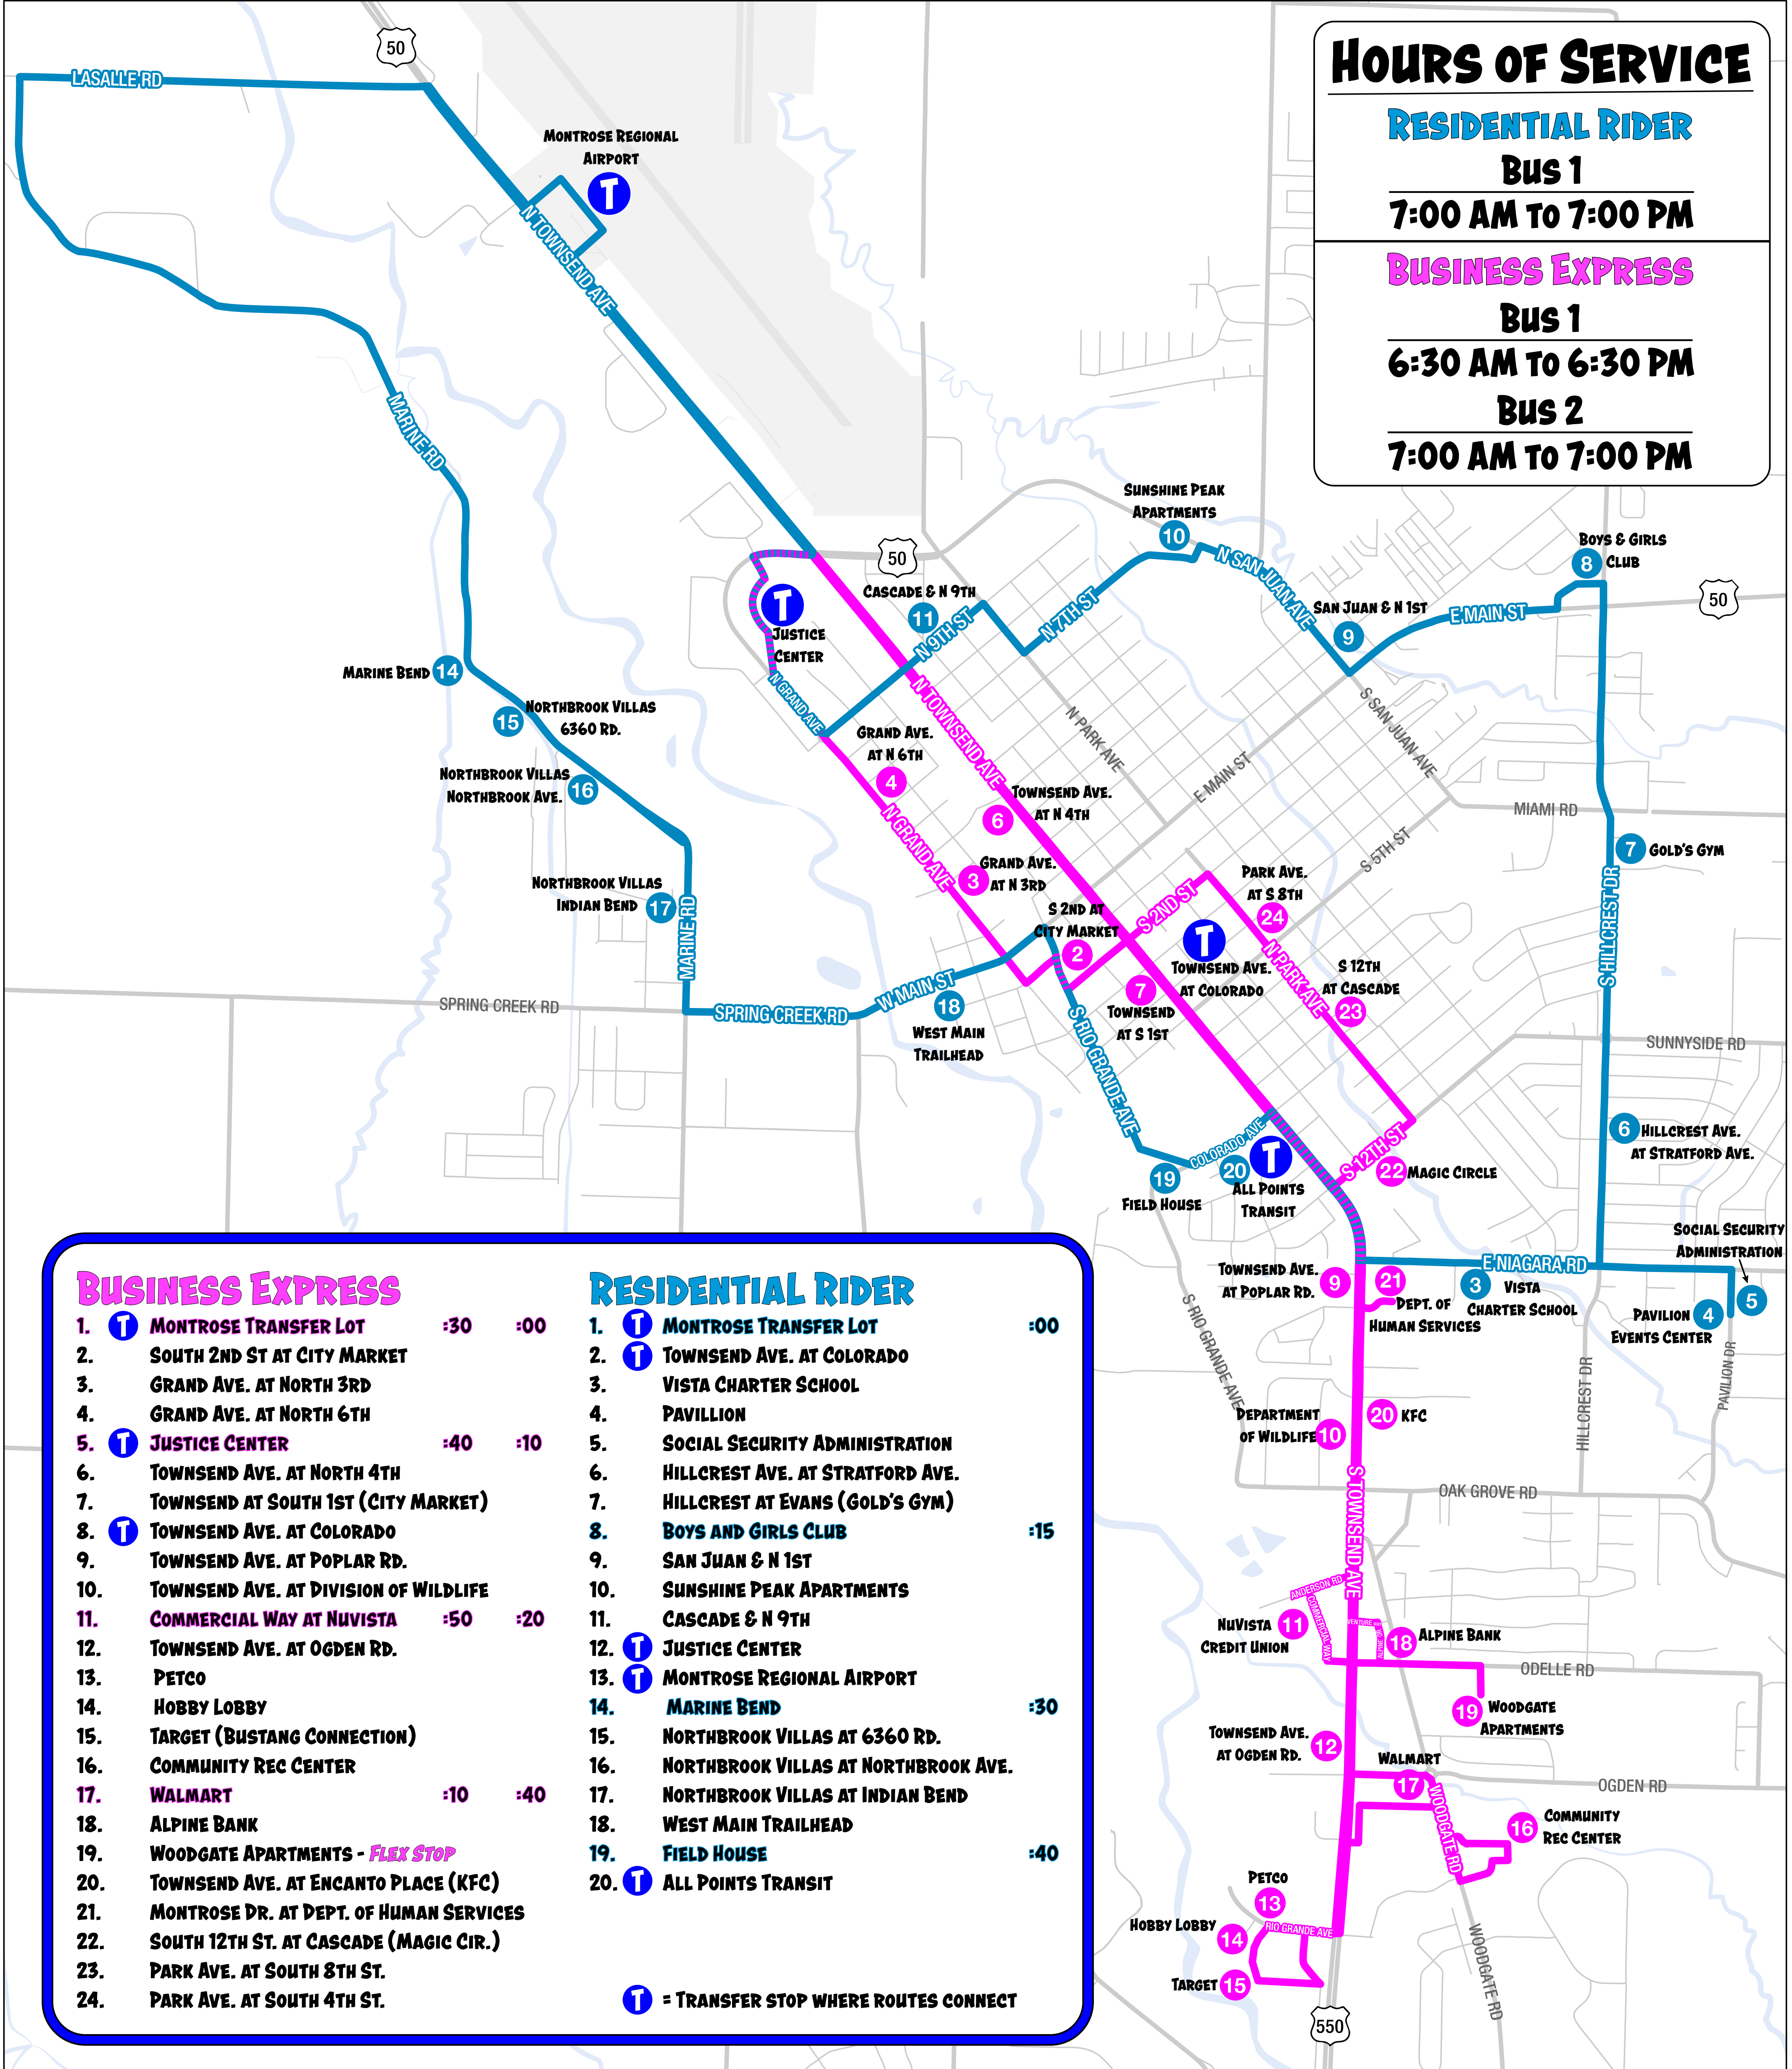 HOURS OF SERVICE
RESIDENTIAL RIDER
BUS 1
7:00 AM TO 7:00 PM
BUSINESS EXPRESS
BUS 1
6:30 AM TO 6:30 PM
BUS 2
7:00 AM TO 7:00 PM
50
LASALLE RD
MONTROSE REGIONAL
AIRPORT
T
N TOWNSEND AVE
MARINE RD
SUNSHINE PEAK
APARTMENTS
10
N SAN JUAN AVE
BOYS & GIRLS
8 CLUB
50
50
CASCADE & N 9TH
11
N 9TH ST
N 7TH ST
SAN JUAN & N 1ST
9
E MAIN ST
T
JUSTICE
CENTER
N GRAND AVE
MARINE BEND 14
15 NORTHBROOK VILLAS
6360 RD.
NORTHBROOK VILLAS
NORTHBROOK AVE. 16
GRAND AVE.
AT N 6TH
4
N TOWNSEND AVE
N PARK AVE
E MAIN ST
S SAN JUAN AVE
MIAMI RD
TOWNSEND AVE.
AT N 4TH
6
N GRAND AVE
GRAND AVE.
3 AT N 3RD
S 5TH ST
7 GOLD'S GYM
NORTHBROOK VILLAS
INDIAN BEND 17
MARINE RD
S 2ND AT
CITY MARKET
2
S 2ND ST
PARK AVE.
AT S 8TH
24
T
TOWNSEND AVE.
AT COLORADO
N PARK AVE
S 12TH
AT CASCADE
23
S HILLCREST DR
7
TOWNSEND
AT S 1ST
SPRING CREEK RD
SPRING CREEK RD
W MAIN ST
18
WEST MAIN
TRAILHEAD
S RIO GRANDE AVE
SUNNYSIDE RD
6 HILLCREST AVE.
AT STRATFORD AVE.
COLORADO AVE
19
FIELD HOUSE
20
T
ALL POINTS
TRANSIT
S 12TH ST
22 MAGIC CIRCLE
SOCIAL SECURITY
ADMINISTRATION
E NIAGARA RD
TOWNSEND AVE.
AT POPLAR RD. 9
21
DEPT. OF
HUMAN SERVICES
3 VISTA
CHARTER SCHOOL
PAVILION 4
EVENTS CENTER
5
S RIO GRANDE AVE
HILLCREST DR
PAVILION DR
DEPARTMENT
OF WILDLIFE 10
20 KFC
S TOWNSEND AVE
OAK GROVE RD
ANDERSON RD
COMMERCIAL WAY
NUVISTA
CREDIT UNION
11
VENTURE
18 ALPINE BANK
ODELLE RD
19 WOODGATE
APARTMENTS
TOWNSEND AVE.
AT OGDEN RD. 12
WALMART
17
OGDEN RD
WOODGATE RD
16 COMMUNITY
REC CENTER
PETCO
13
RIO GRANDE AVE
HOBBY LOBBY 14
TARGET 15
WOODGATE RD
550
BUSINESS EXPRESS
1. T MONTROSE TRANSFER LOT :30 :00
2. SOUTH 2ND ST AT CITY MARKET
3. GRAND AVE. AT NORTH 3RD
4. GRAND AVE. AT NORTH 6TH
5. T JUSTICE CENTER :40 :10
6. TOWNSEND AVE. AT NORTH 4TH
7. TOWNSEND AT SOUTH 1ST (CITY MARKET)
8. T TOWNSEND AVE. AT COLORADO
9. TOWNSEND AVE. AT POPLAR RD.
10. TOWNSEND AVE. AT DIVISION OF WILDLIFE
11. COMMERCIAL WAY AT NUVISTA :50 :20
12. TOWNSEND AVE. AT OGDEN RD.
13. PETCO
14. HOBBY LOBBY
15. TARGET (BUSTANG CONNECTION)
16. COMMUNITY REC CENTER
17. WALMART :10 :40
18. ALPINE BANK
19. WOODGATE APARTMENTS - FLEX STOP
20. TOWNSEND AVE. AT ENCANTO PLACE (KFC)
21. MONTROSE DR. AT DEPT. OF HUMAN SERVICES
22. SOUTH 12TH ST. AT CASCADE (MAGIC CIR.)
23. PARK AVE. AT SOUTH 8TH ST.
24. PARK AVE. AT SOUTH 4TH ST.
RESIDENTIAL RIDER
1. T MONTROSE TRANSFER LOT :00
2. T TOWNSEND AVE. AT COLORADO
3. VISTA CHARTER SCHOOL
4. PAVILLION
5. SOCIAL SECURITY ADMINISTRATION
6. HILLCREST AVE. AT STRATFORD AVE.
7. HILLCREST AT EVANS (GOLD'S GYM)
8. BOYS AND GIRLS CLUB :15
9. SAN JUAN & N 1ST
10. SUNSHINE PEAK APARTMENTS
11. CASCADE & N 9TH
12. T JUSTICE CENTER
13. T MONTROSE REGIONAL AIRPORT
14. MARINE BEND :30
15. NORTHBROOK VILLAS AT 6360 RD.
16. NORTHBROOK VILLAS AT NORTHBROOK AVE.
17. NORTHBROOK VILLAS AT INDIAN BEND
18. WEST MAIN TRAILHEAD
19. FIELD HOUSE :40
20. T ALL POINTS TRANSIT
T = TRANSFER STOP WHERE ROUTES CONNECT